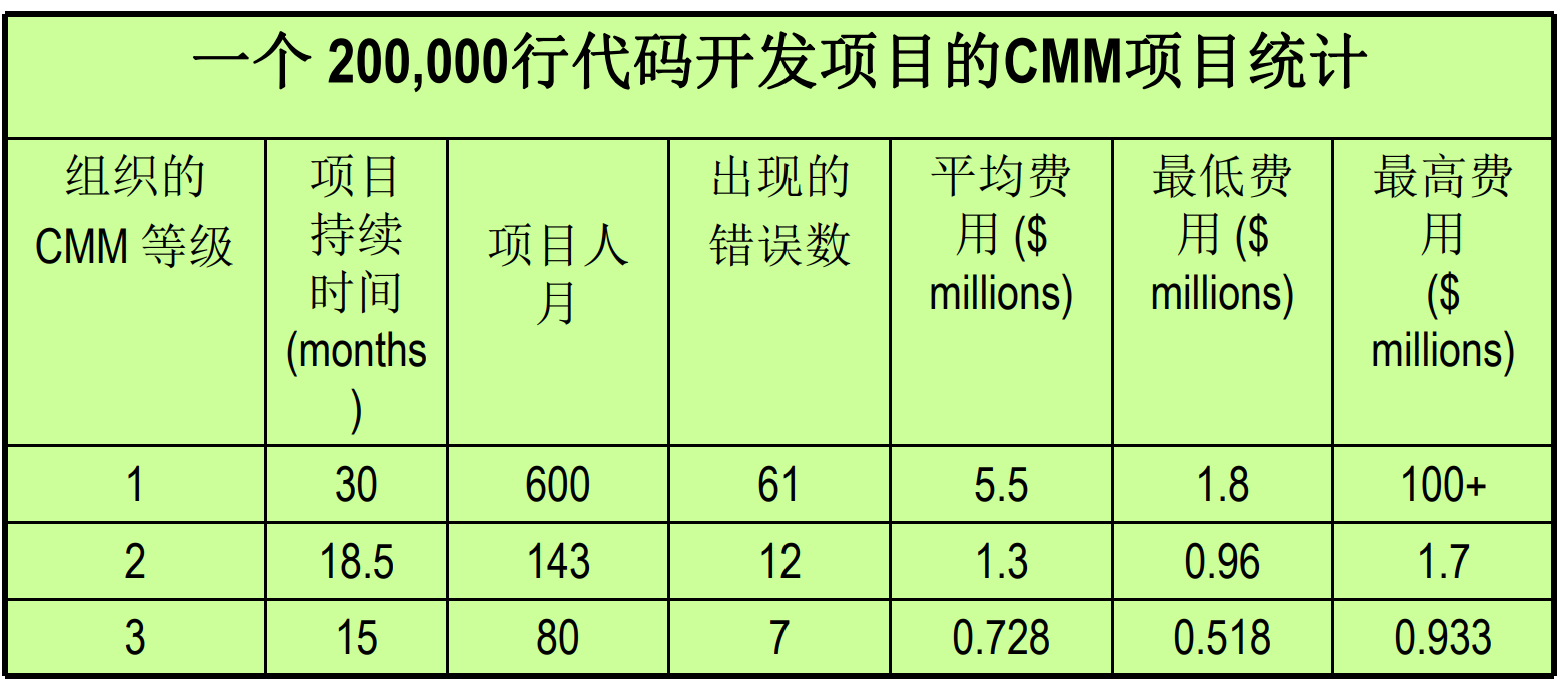 一个 200,000行代码开发项目的CMM项目统计
组织的
CMM 等级
项目
持续
时间
(months
)
项目人
月
出现的
错误数
平均费
用 ($
millions)
最低费
用 ($
millions)
最高费
用
($
millions)
1 30 600 61 5.5 1.8 100+
2 18.5 143 12 1.3 0.96 1.7
3 15 80 7 0.728 0.518 0.933